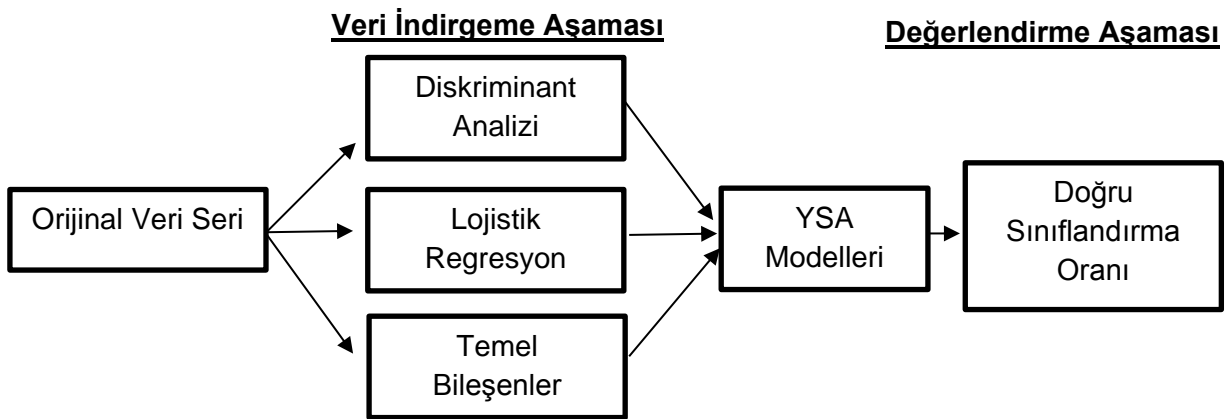 Veri İndirgeme Aşaması
Değerlendirme Aşaması
Orijinal Veri Seri
Diskriminant
Analizi
Lojistik
Regresyon
Temel
Bileşenler
YSA
Modelleri
Doğru
Sınıflandırma
Oranı